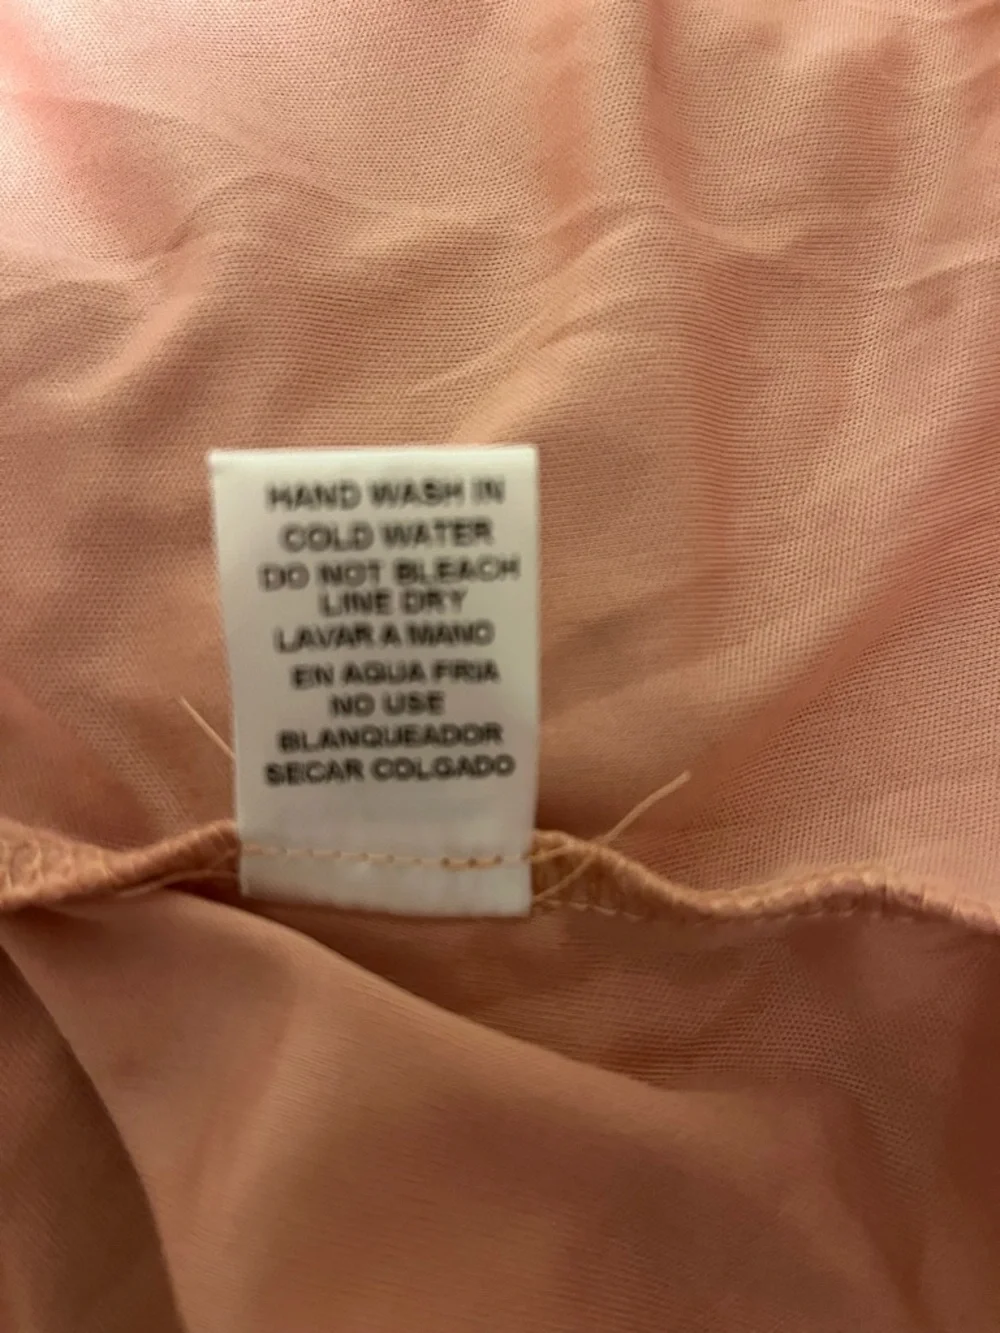 HAND WASH IN
COLD WATER
DO NOT BLEACH
LINE DRY
LAVAR A MANO
EN AGUA FRIA
NO USE
BLANQUEADOR
SECAR COLGADO